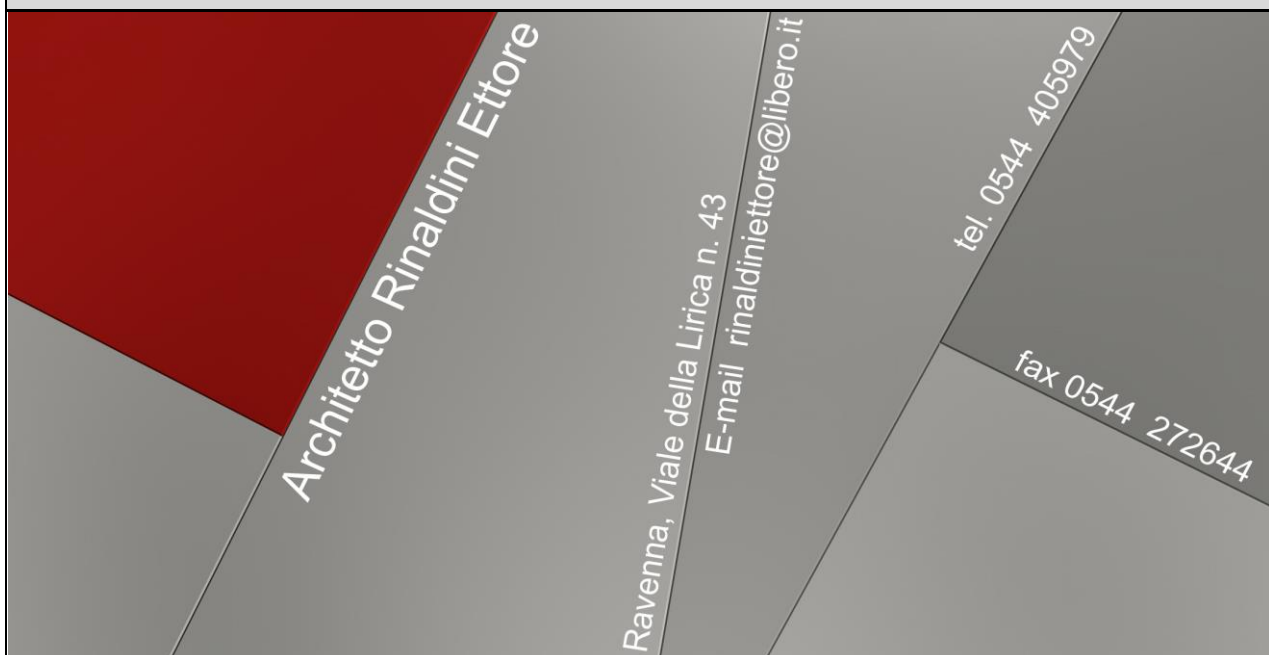 Architetto Rinaldini Ettore
Ravenna, Viale della Lirica n. 43
E-mail rinaldiniettore@libero.it
tel. 0544 405979
fax 0544 272644